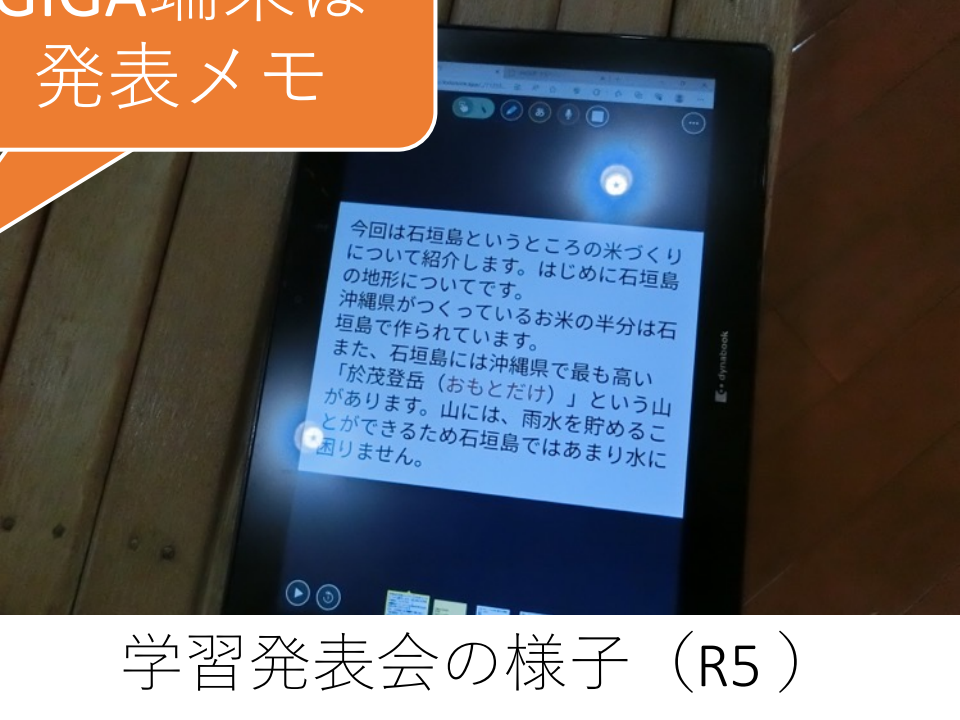 GIGA端末は
発表メモ
今回は石垣島というところの米づくり
について紹介します。はじめに石垣島
の地形についてです。
沖縄県がつくっているお米の半分は石
垣島で作られています。
また、石垣島には沖縄県で最も高い
「於茂登岳（おもとだけ）」という山
があります。山には、雨水を貯めるこ
とができるため石垣島ではあまり水に
困りません。
dynabook
学習発表会の様子（R5 ）